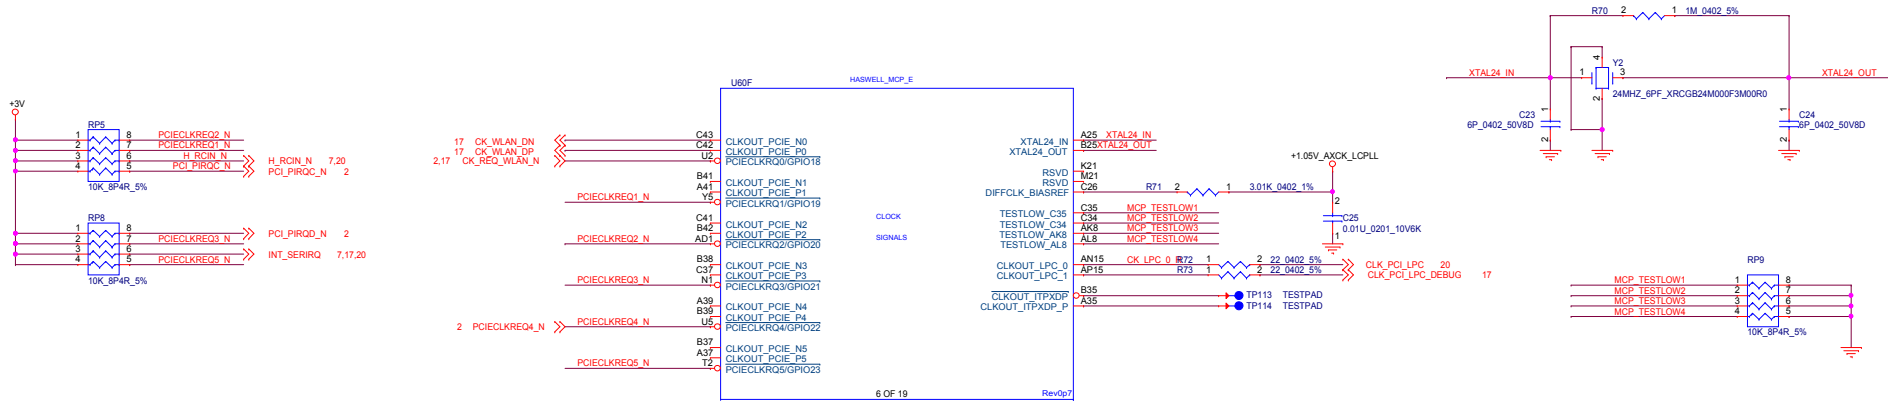 +3V
RP5
1 8 PCIECLKREQ2_N
2 7 PCIECLKREQ1_N
3 6 H_RCIN_N H_RCIN_N 7,20
4 5 PCI_PIRQC_N PCI_PIRQC_N 2
10K_8P4R_5%
RP8
1 8 PCI_PIRQD_N 2
2 7 PCIECLKREQ3_N
3 6 INT_SERIRQ 7,17,20
4 5 PCIECLKREQ5_N
10K_8P4R_5%
U60F HASWELL_MCP_E
17 CK_WLAN_DN C43 CLKOUT_PCIE_N0
17 CK_WLAN_DP C42 CLKOUT_PCIE_P0
2,17 CK_REQ_WLAN_N U2 PCIECLKRQ0/GPIO18
B41 CLKOUT_PCIE_N1
A41 CLKOUT_PCIE_P1
PCIECLKREQ1_N Y5 PCIECLKRQ1/GPIO19
C41 CLKOUT_PCIE_N2
B42 CLKOUT_PCIE_P2
PCIECLKREQ2_N AD1 PCIECLKRQ2/GPIO20
B38 CLKOUT_PCIE_N3
C37 CLKOUT_PCIE_P3
PCIECLKREQ3_N N1 PCIECLKRQ3/GPIO21
A39 CLKOUT_PCIE_N4
B39 CLKOUT_PCIE_P4
2 PCIECLKREQ4_N PCIECLKREQ4_N U5 PCIECLKRQ4/GPIO22
B37 CLKOUT_PCIE_N5
A37 CLKOUT_PCIE_P5
PCIECLKREQ5_N T2 PCIECLKRQ5/GPIO23
CLOCK
SIGNALS
6 OF 19
Rev0p7
XTAL24_IN A25 XTAL24_IN
XTAL24_OUT B25 XTAL24_OUT
RSVD K21
RSVD M21
DIFFCLK_BIASREF C26 R71 2 1 3.01K_0402_1%
TESTLOW_C35 C35 MCP_TESTLOW1
TESTLOW_C34 C34 MCP_TESTLOW2
TESTLOW_AK8 AK8 MCP_TESTLOW3
TESTLOW_AL8 AL8 MCP_TESTLOW4
CLKOUT_LPC_0 AN15 CK_LPC_0 R72 1 2 22_0402_5% CLK_PCI_LPC 20
CLKOUT_LPC_1 AP15 R73 1 2 22_0402_5% CLK_PCI_LPC_DEBUG 17
CLKOUT_ITPXDP B35 TP113 TESTPAD
CLKOUT_ITPXDP_P A35 TP114 TESTPAD
+1.05V_AXCK_LCPLL
2
C25
0.01U_0201_10V6K
1
R70 2 1 1M_0402_5%
XTAL24_IN 1 4 Y2 3 XTAL24_OUT
2 24MHZ_6PF_XRCGB24M000F3M00R0
C23 1
6P_0402_50V8D
2
C24 1
6P_0402_50V8D
2
RP9
MCP_TESTLOW1 1 8
MCP_TESTLOW2 2 7
MCP_TESTLOW3 3 6
MCP_TESTLOW4 4 5
10K_8P4R_5%